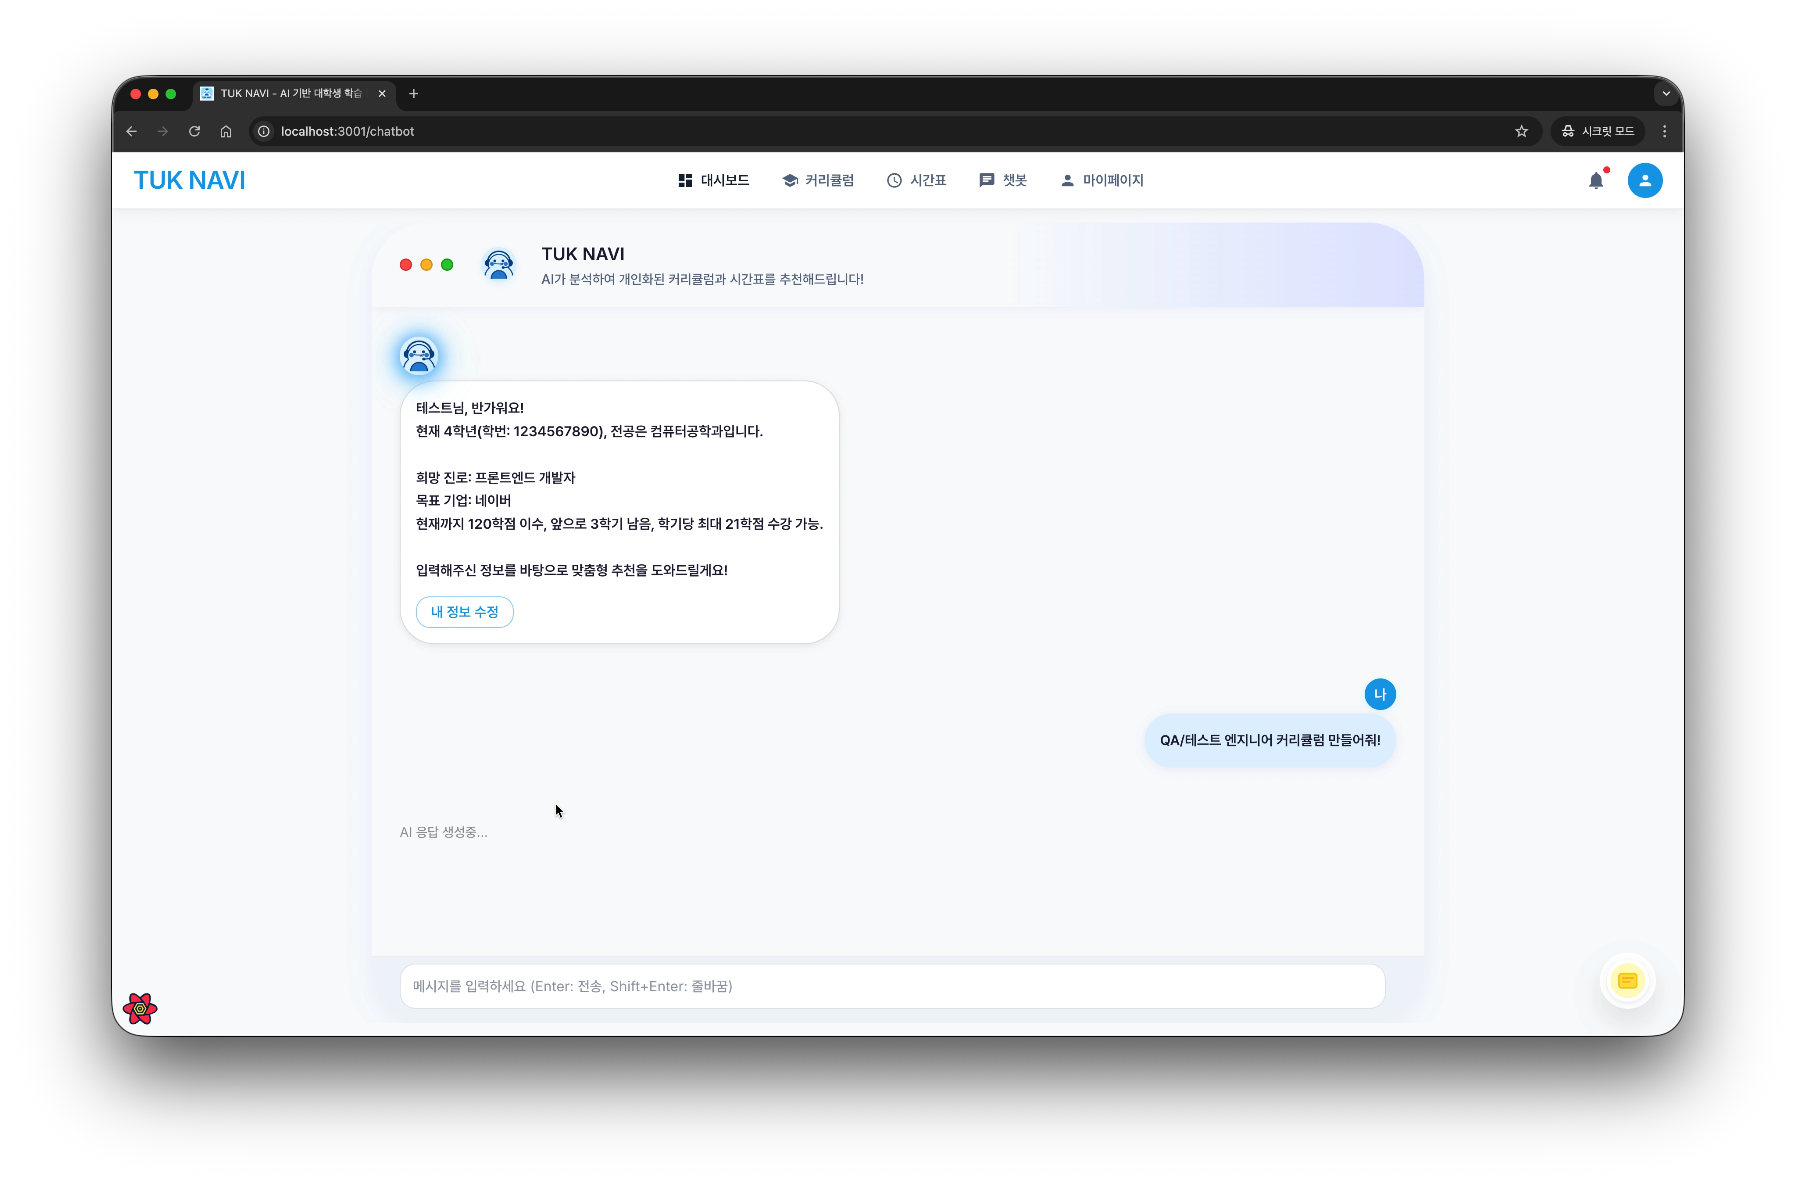 TUK NAVI - AI 기반 대학생 학습
localhost:3001/chatbot
시크릿 모드
TUK NAVI
대시보드
커리큘럼
시간표
챗봇
마이페이지
TUK NAVI
AI가 분석하여 개인화된 커리큘럼과 시간표를 추천해드립니다!
테스트님, 반가워요!
현재 4학년(학번: 1234567890), 전공은 컴퓨터공학과입니다.
희망 진로: 프론트엔드 개발자
목표 기업: 네이버
현재까지 120학점 이수, 앞으로 3학기 남음, 학기당 최대 21학점 수강 가능.
입력해주신 정보를 바탕으로 맞춤형 추천을 도와드릴게요!
내 정보 수정
나
QA/테스트 엔지니어 커리큘럼 만들어줘!
AI 응답 생성중...
메시지를 입력하세요 (Enter: 전송, Shift+Enter: 줄바꿈)